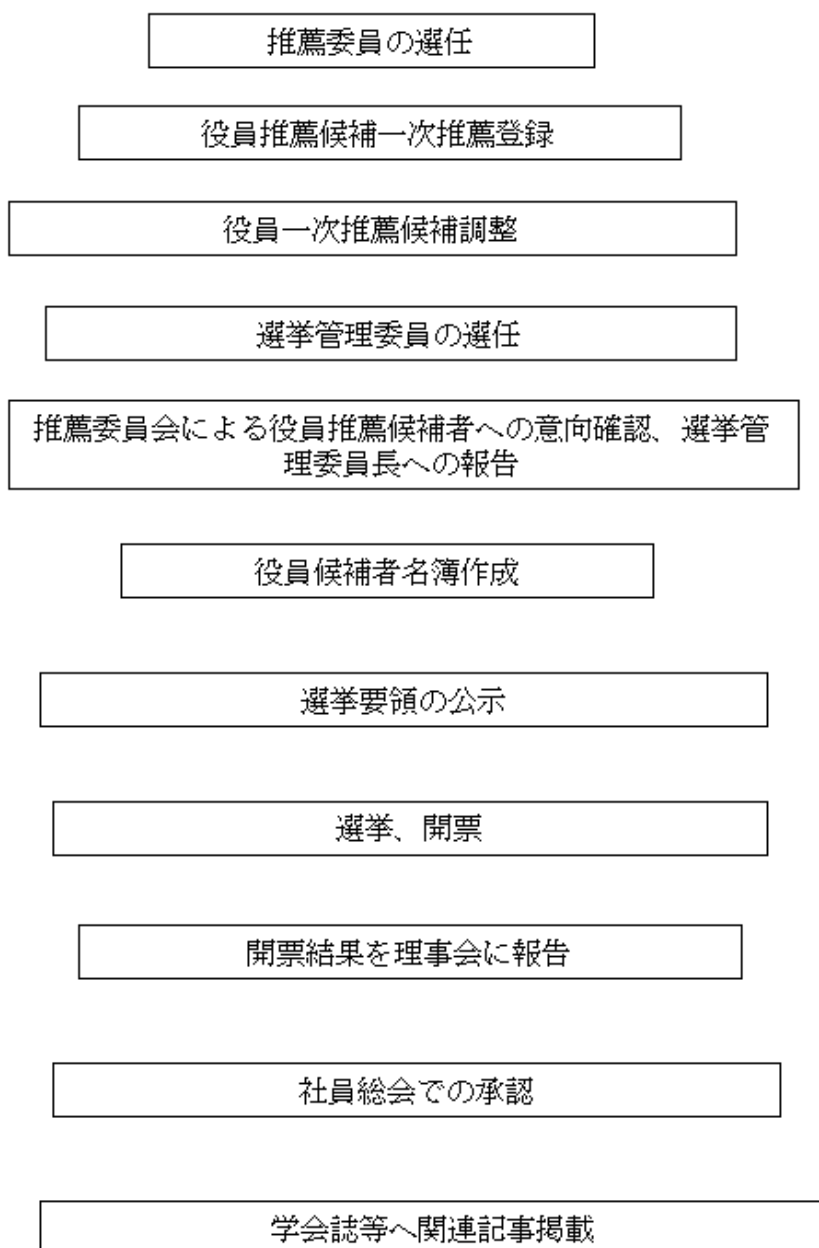 推薦委員の選任
役員推薦候補一次推薦登録
役員一次推薦候補調整
選挙管理委員の選任
推薦委員会による役員推薦候補者への意向確認、選挙管
理委員長への報告
役員候補者名簿作成
選挙要領の公示
選挙、開票
開票結果を理事会に報告
社員総会での承認
学会誌等へ関連記事掲載